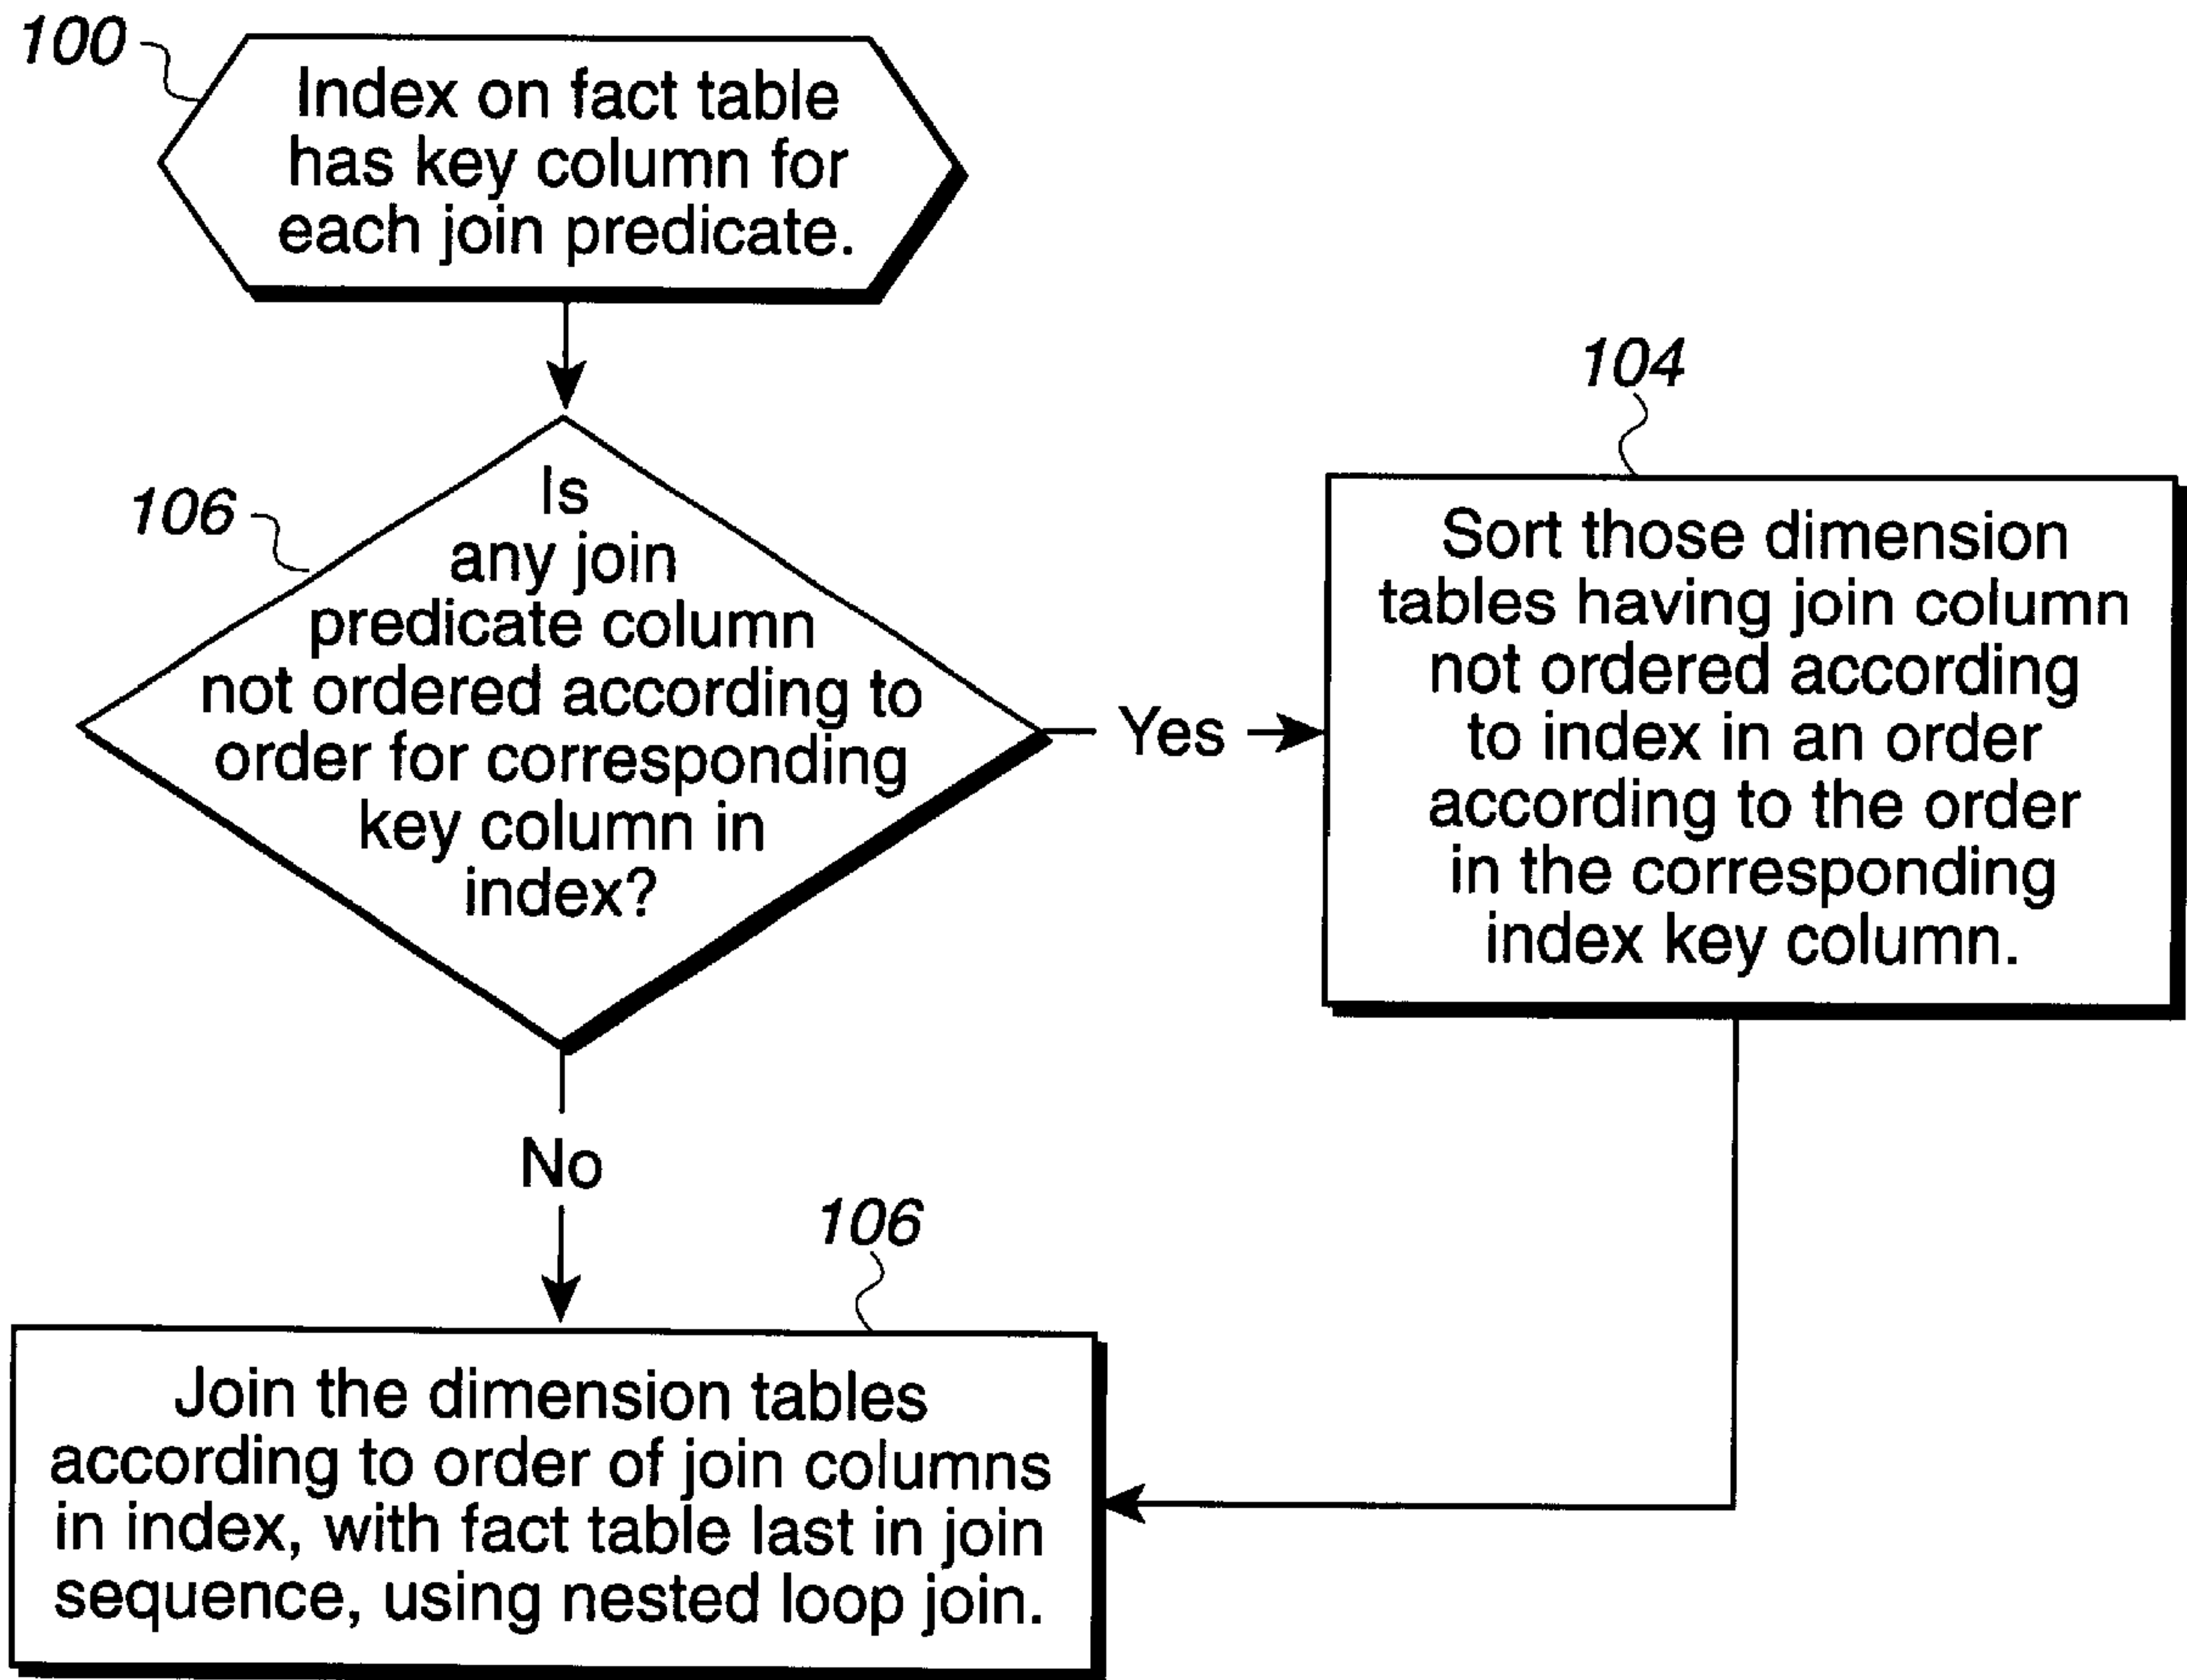 100
Index on fact table
has key column for
each join predicate.
106
Is
any join
predicate column
not ordered according to
order for corresponding
key column in
index?
Yes
104
Sort those dimension
tables having join column
not ordered according
to index in an order
according to the order
in the corresponding
index key column.
No
106
Join the dimension tables
according to order of join columns
in index, with fact table last in join
sequence, using nested loop join.